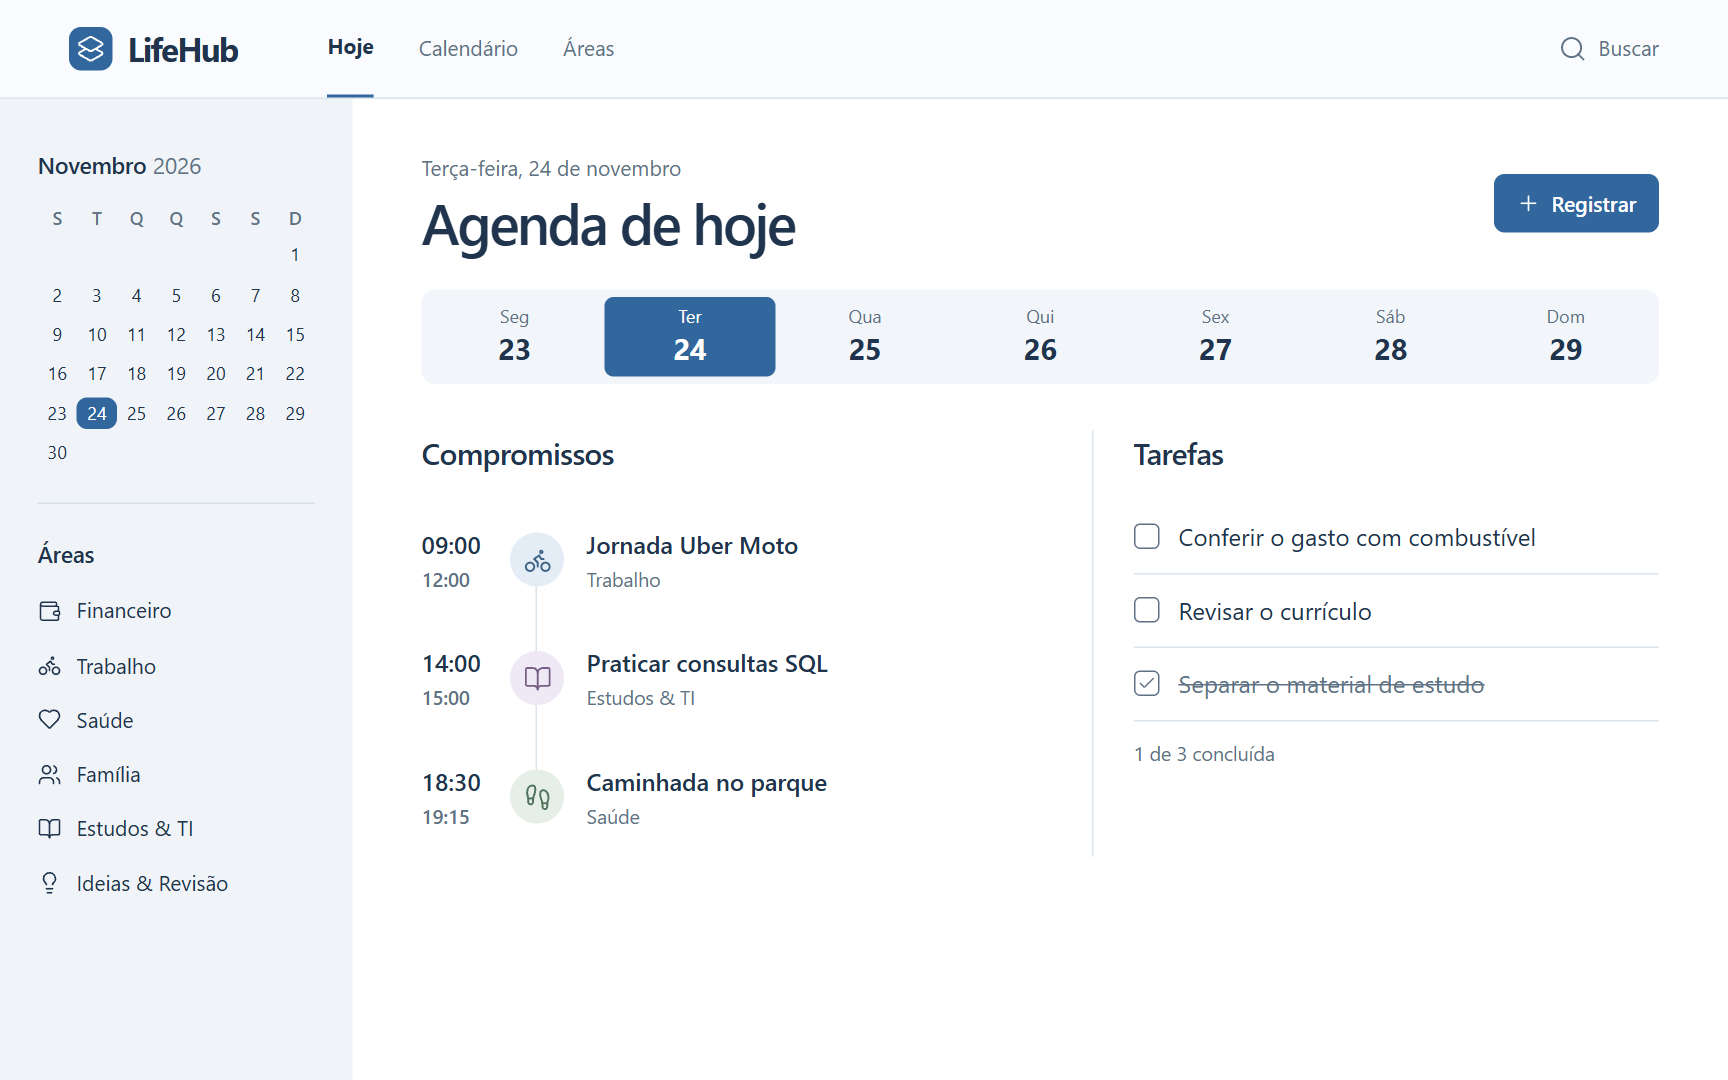 LifeHub
Hoje
Calendário
Áreas
Buscar
Novembro 2026
S T Q Q S S D
1
2 3 4 5 6 7 8
9 10 11 12 13 14 15
16 17 18 19 20 21 22
23 24 25 26 27 28 29
30
Áreas
Financeiro
Trabalho
Saúde
Família
Estudos & TI
Ideias & Revisão
Terça-feira, 24 de novembro
Agenda de hoje
Registrar
Seg Ter Qua Qui Sex Sáb Dom
23 24 25 26 27 28 29
Compromissos
09:00 Jornada Uber Moto
12:00 Trabalho
14:00 Praticar consultas SQL
15:00 Estudos & TI
18:30 Caminhada no parque
19:15 Saúde
Tarefas
Conferir o gasto com combustível
Revisar o currículo
Separar o material de estudo
1 de 3 concluída